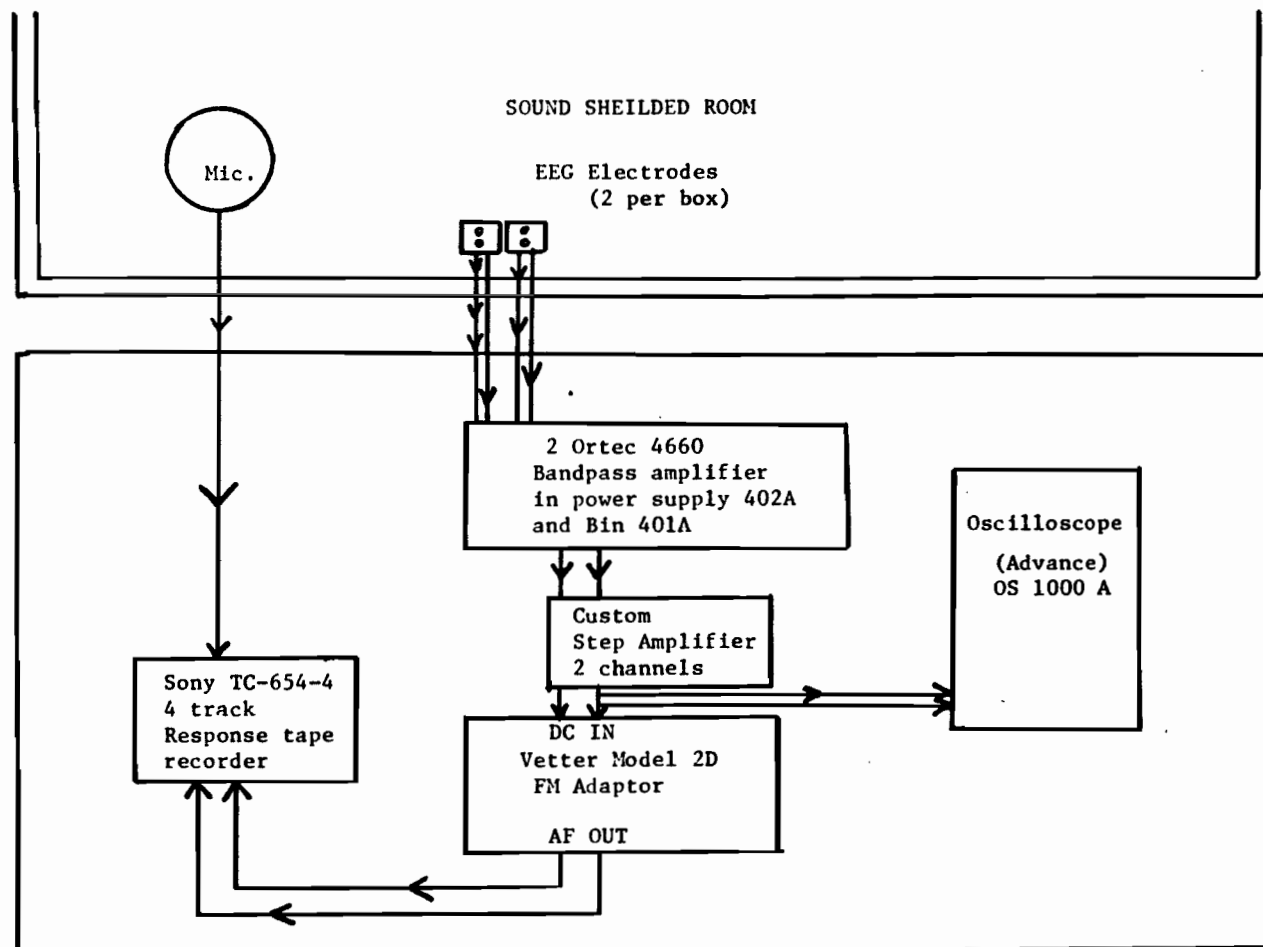 SOUND SHEILDED ROOM
Mic.
EEG Electrodes
(2 per box)
2 Ortec 4660
Bandpass amplifier
in power supply 402A
and Bin 401A
Oscilloscope
(Advance)
OS 1000 A
Custom
Step Amplifier
2 channels
Sony TC-654-4
4 track
Response tape
recorder
DC IN
Vetter Model 2D
FM Adaptor
AF OUT